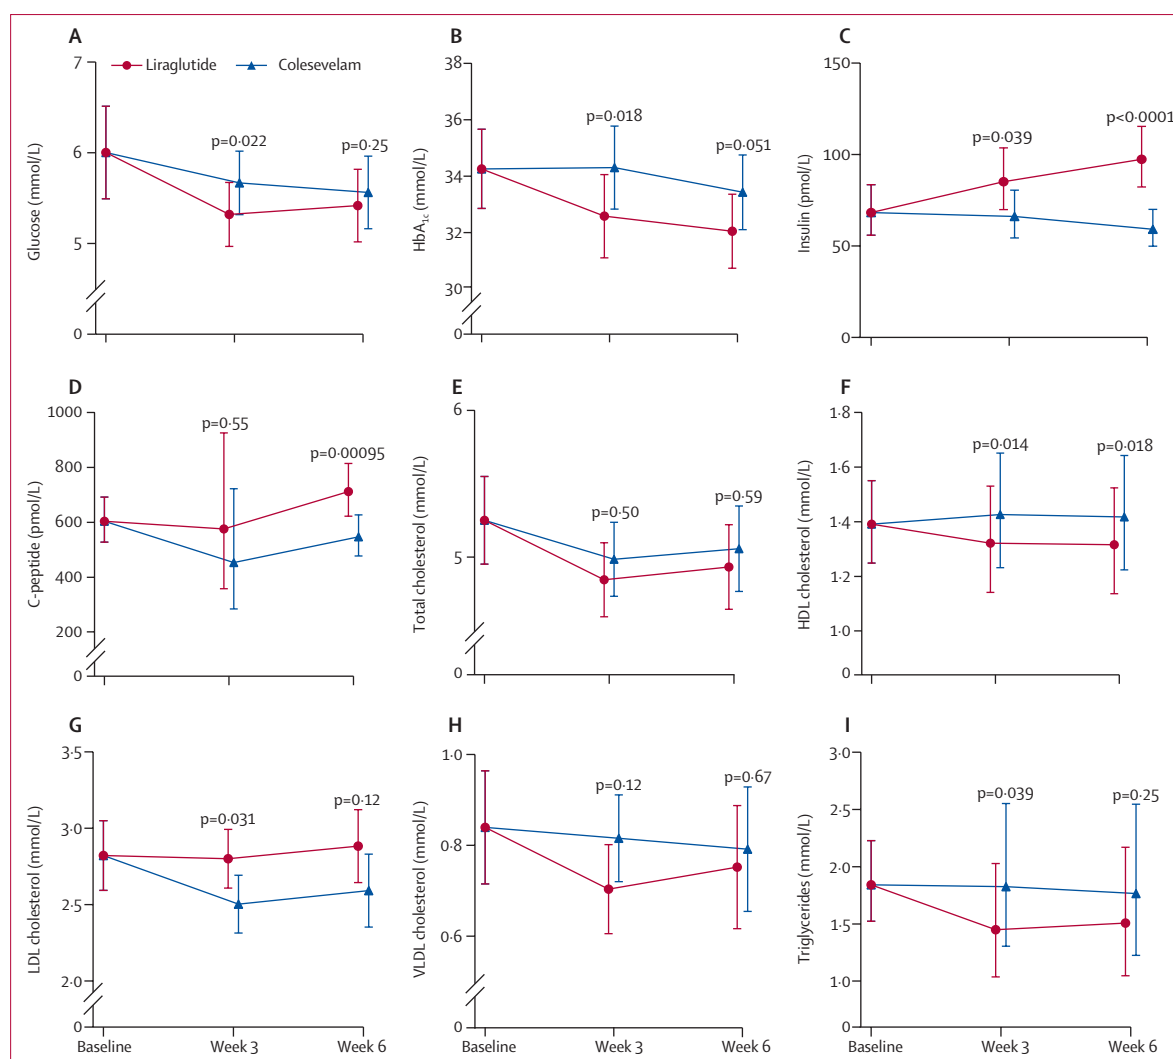 A
Liraglutide
Colesevelam
Glucose (mmol/L)
7
6
5
0
p=0·022
p=0·25
B
HbA1c (mmol/L)
38
36
34
32
30
0
p=0·018
p=0·051
C
Insulin (pmol/L)
150
100
50
0
p=0·039
p<0·0001
D
C-peptide (pmol/L)
1000
800
600
400
200
0
p=0·55
p=0·00095
E
Total cholesterol (mmol/L)
6
5
0
p=0·50
p=0·59
F
HDL cholesterol (mmol/L)
1·8
1·6
1·4
1·2
1·0
0
p=0·014
p=0·018
G
LDL cholesterol (mmol/L)
3·5
3·0
2·5
2·0
0
p=0·031
p=0·12
Baseline
Week 3
Week 6
H
VLDL cholesterol (mmol/L)
1·0
0·8
0·6
0
p=0·12
p=0·67
Baseline
Week 3
Week 6
I
Triglycerides (mmol/L)
3·0
2·5
2·0
1·5
1·0
0
p=0·039
p=0·25
Baseline
Week 3
Week 6